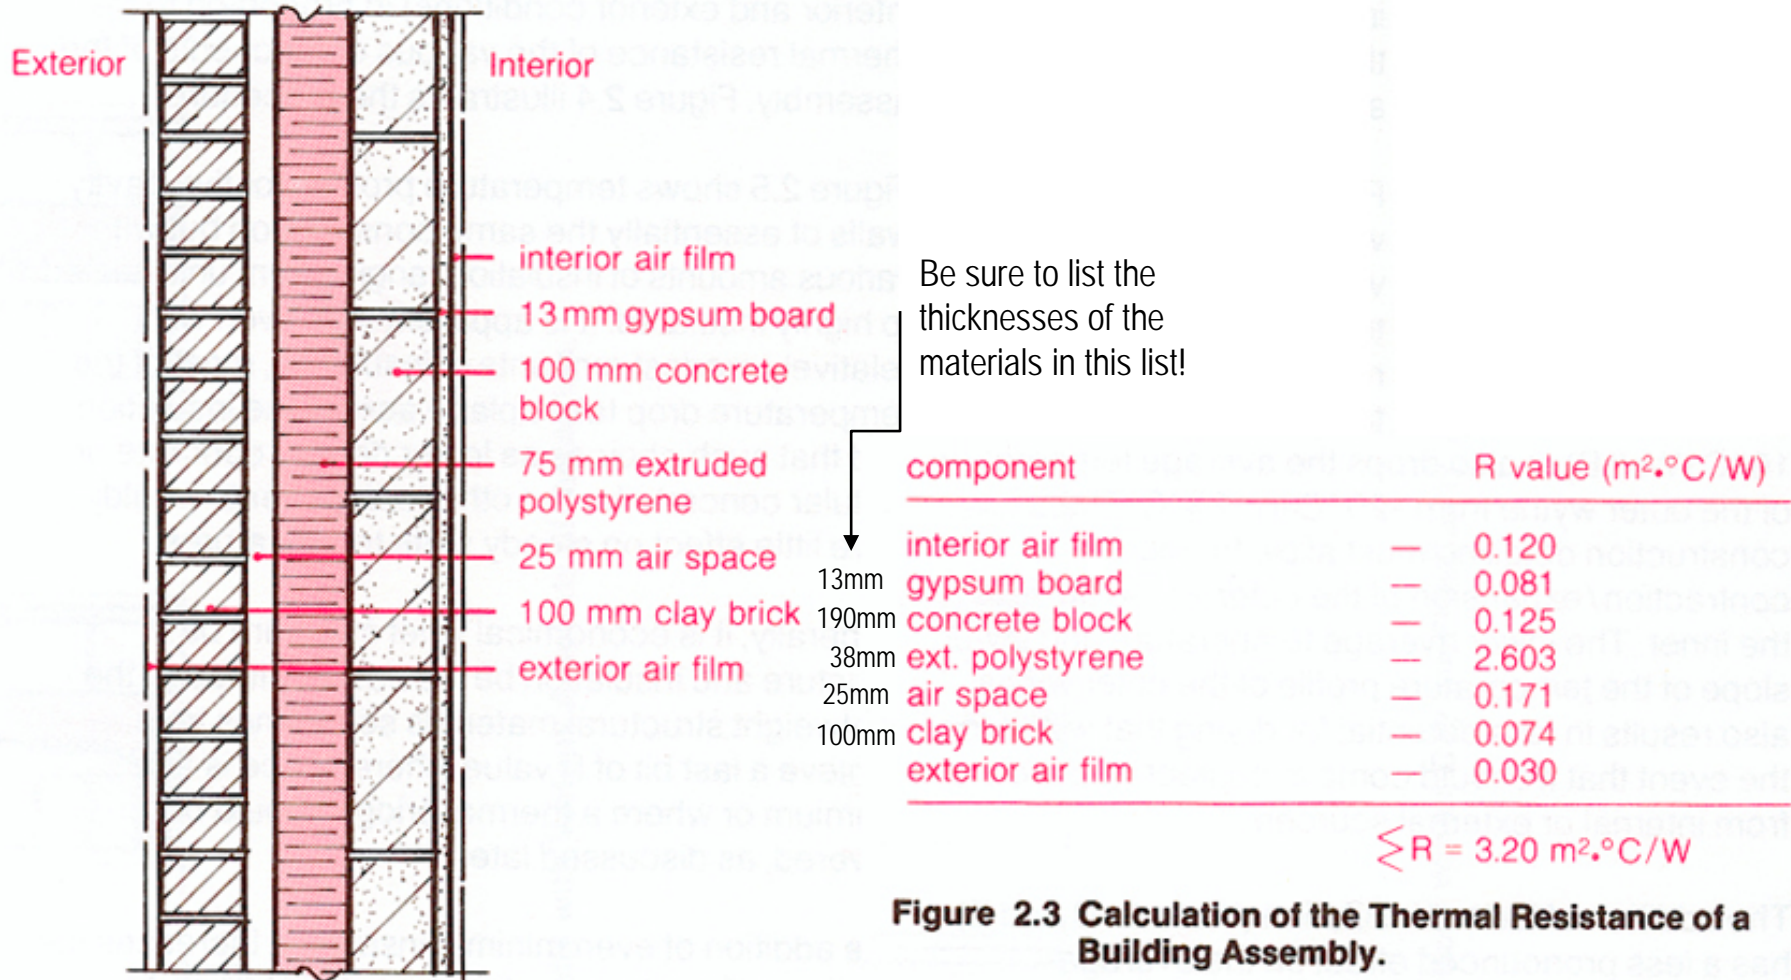 Exterior
Interior
interior air film
13 mm gypsum board
100 mm concrete
block
75 mm extruded
polystyrene
25 mm air space
100 mm clay brick
exterior air film
Be sure to list the
thicknesses of the
materials in this list!
component R value (m²•°C/W)
interior air film — 0.120
13mm gypsum board — 0.081
190mm concrete block — 0.125
38mm ext. polystyrene — 2.603
25mm air space — 0.171
100mm clay brick — 0.074
exterior air film — 0.030
∑R = 3.20 m²•°C/W
Figure 2.3 Calculation of the Thermal Resistance of a
Building Assembly.